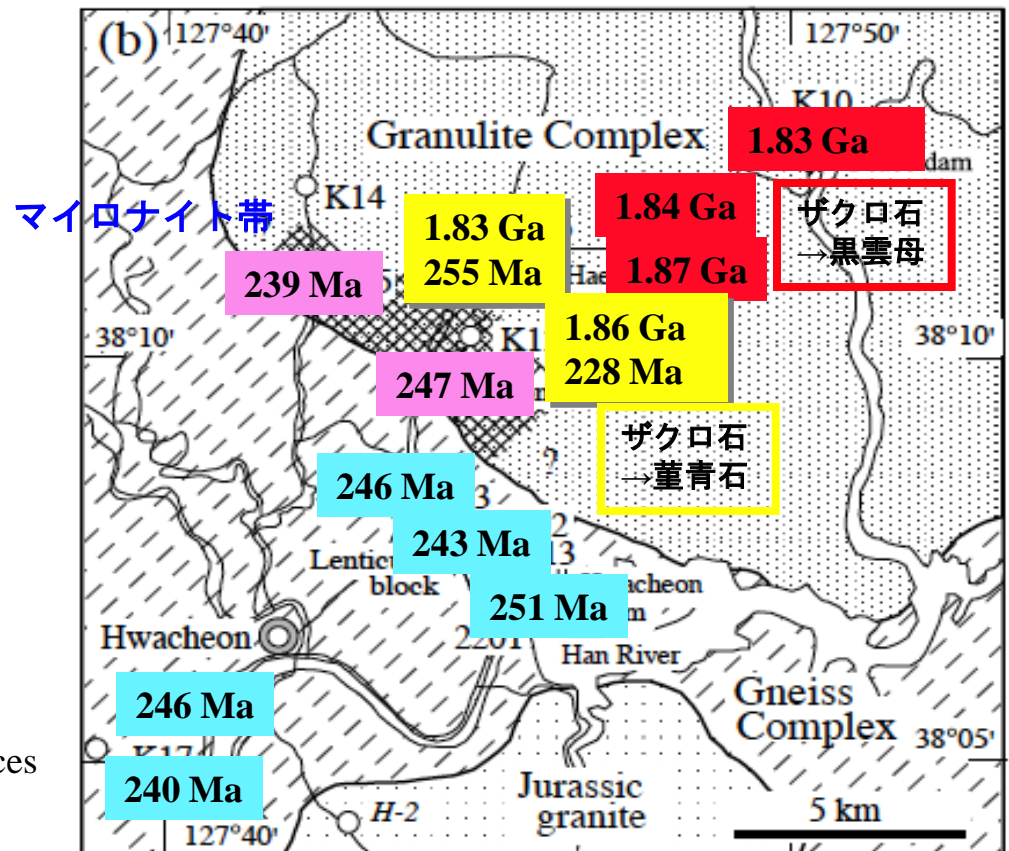 (b)
127°40'
127°50'
K10
Granulite Complex
1.83 Ga
dam
K14
マイロナイト帯
1.83 Ga
255 Ma
1.84 Ga
ザクロ石
→黒雲母
239 Ma
1.87 Ga
38°10'
1.86 Ga
228 Ma
38°10'
247 Ma
ザクロ石
→菫青石
?
246 Ma
243 Ma
block
251 Ma
Hwacheon
2201
Han River
246 Ma
Gneiss
Complex
38°05'
K17
240 Ma
Jurassic
granite
5 km
H-2
127°40'